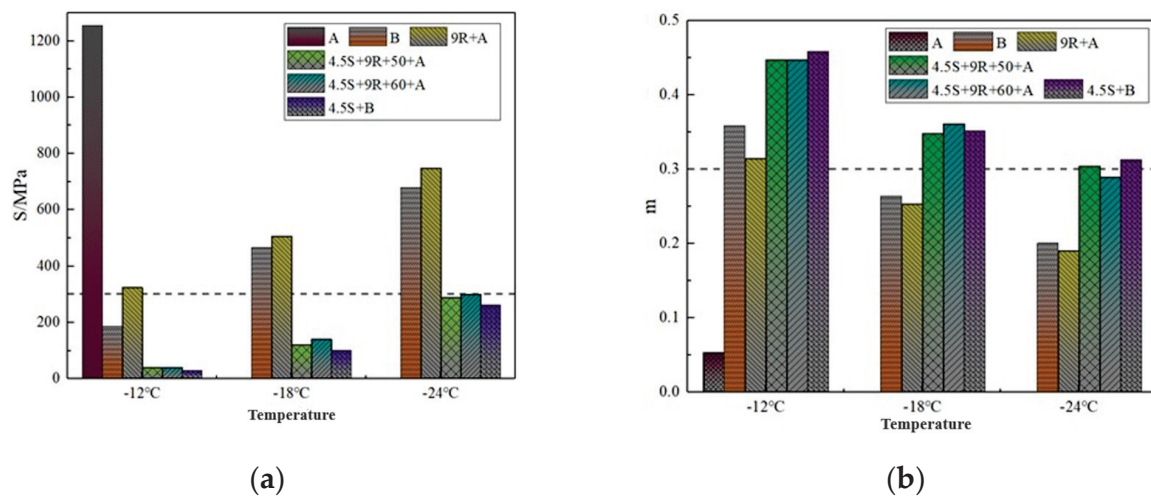 1200
1000
800
600
400
200
0
S/MPa
A B 9R+A
4.5S+9R+50+A
4.5S+9R+60+A
4.5S+B
-12°C -18°C -24°C
Temperature
(a)
0.5
0.4
0.3
0.2
0.1
0.0
m
A B 9R+A
4.5S+9R+50+A
4.5S+9R+60+A 4.5S+B
-12°C -18°C -24°C
Temperature
(b)